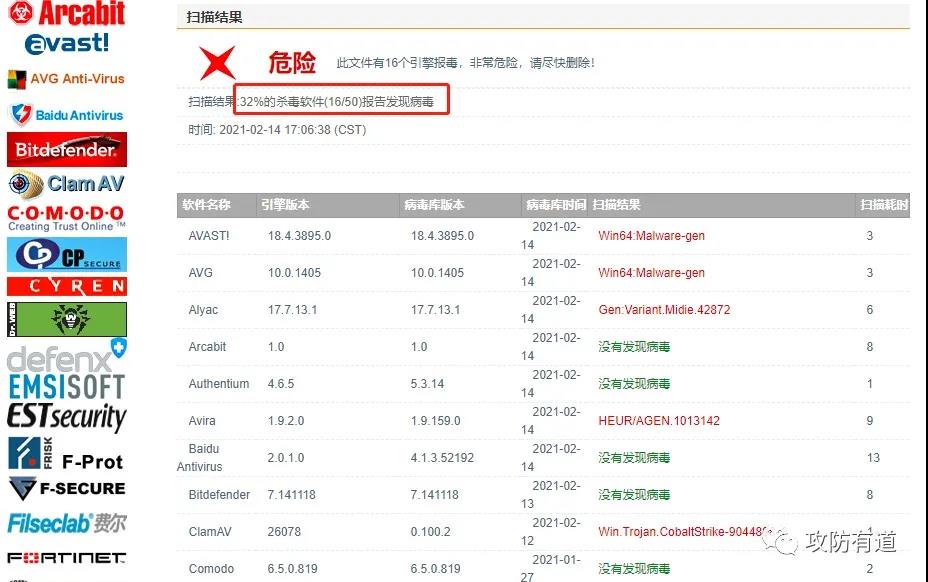 Arcabit
avast!
AVG Anti-Virus
Baidu Antivirus
Bitdefender
ClamAV
C·O·M·O·D·O
Creating Trust Online ™
CP SECURE
CYREN
Dr.WEB
defenx
EMSISOFT
ESTsecurity
FRISK F-Prot
F-SECURE
Filseclab 费尔
FORTINET
扫描结果
危险 此文件有16个引擎报毒，非常危险，请尽快删除！
扫描结果:32%的杀毒软件(16/50)报告发现病毒
时间: 2021-02-14 17:06:38 (CST)
软件名称 引擎版本 病毒库版本 病毒库时间 扫描结果 扫描耗时
AVAST! 18.4.3895.0 18.4.3895.0 2021-02-14 Win64:Malware-gen 3
AVG 10.0.1405 10.0.1405 2021-02-14 Win64:Malware-gen 3
Alyac 17.7.13.1 17.7.13.1 2021-02-14 Gen:Variant.Midie.42872 6
Arcabit 1.0 1.0 2021-02-14 没有发现病毒 8
Authentium 4.6.5 5.3.14 2021-02-14 没有发现病毒 1
Avira 1.9.2.0 1.9.159.0 2021-02-14 HEUR/AGEN.1013142 9
Baidu Antivirus 2.0.1.0 4.1.3.52192 2021-02-14 没有发现病毒 13
Bitdefender 7.141118 7.141118 2021-02-13 没有发现病毒 8
ClamAV 26078 0.100.2 2021-02-12 Win.Trojan.CobaltStrike-90448
Comodo 6.5.0.819 6.5.0.819 2021-01-27 没有发现病毒 2
攻防有道